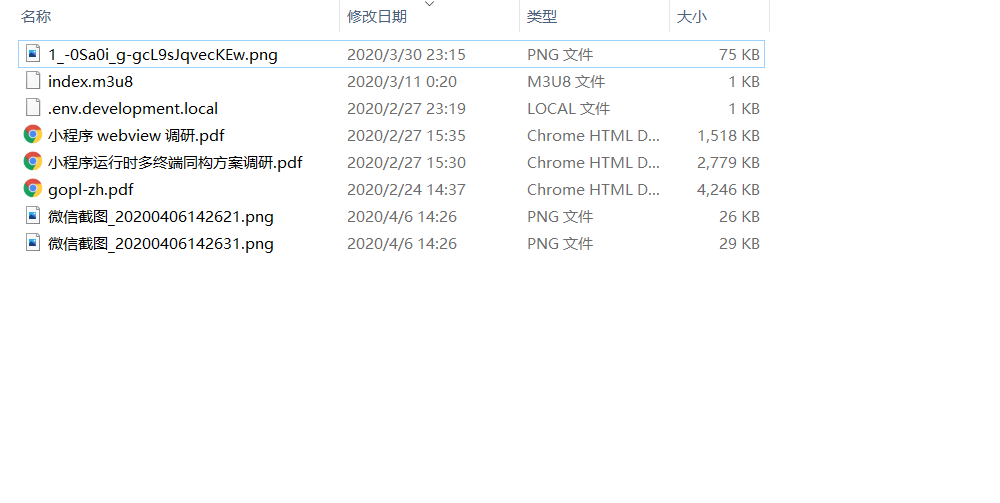 名称 修改日期 类型 大小
1_-0Sa0i_g-gcL9sJqvecKEw.png 2020/3/30 23:15 PNG 文件 75 KB
index.m3u8 2020/3/11 0:20 M3U8 文件 1 KB
.env.development.local 2020/2/27 23:19 LOCAL 文件 1 KB
小程序 webview 调研.pdf 2020/2/27 15:35 Chrome HTML D... 1,518 KB
小程序运行时多终端同构方案调研.pdf 2020/2/27 15:30 Chrome HTML D... 2,779 KB
gopl-zh.pdf 2020/2/24 14:37 Chrome HTML D... 4,246 KB
微信截图_20200406142621.png 2020/4/6 14:26 PNG 文件 26 KB
微信截图_20200406142631.png 2020/4/6 14:26 PNG 文件 29 KB